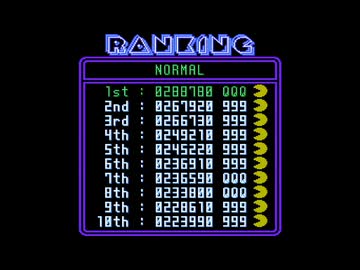 RANKING
NORMAL
1st : 0288780 QQQ
2nd : 0267920 999
3rd : 0266730 999
4th : 0249210 999
5th : 0245220 999
6th : 0236910 999
7th : 0236590 QQQ
8th : 0233800 QQQ
9th : 0228610 999
10th : 0223990 999